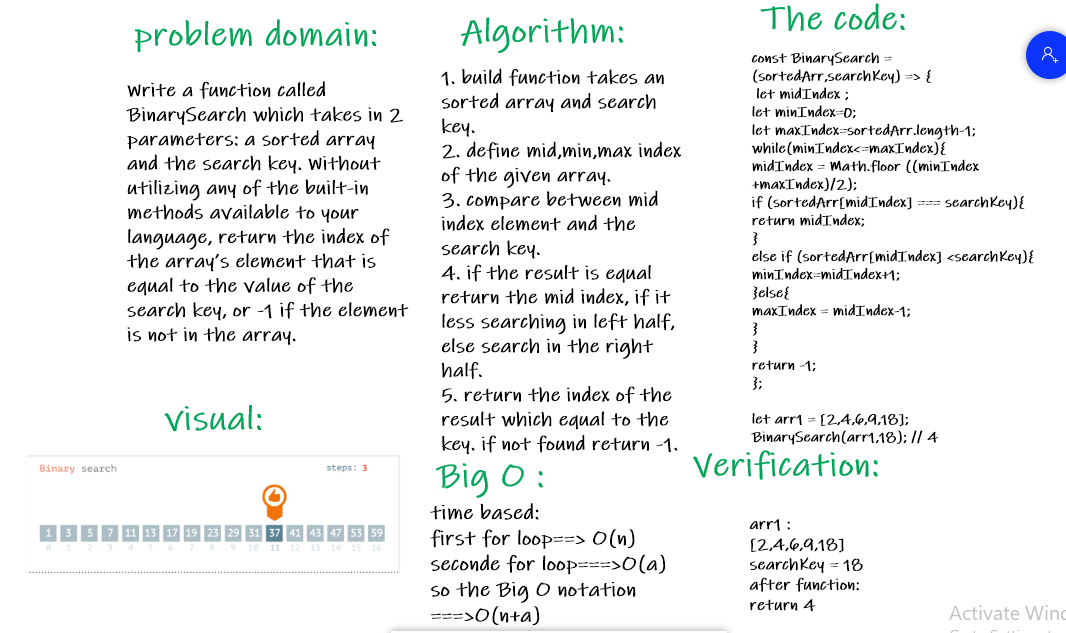 problem domain:
Write a function called
BinarySearch which takes in 2
parameters: a sorted array
and the search key. Without
utilizing any of the built-in
methods available to your
language, return the index of
the array's element that is
equal to the value of the
search key, or -1 if the element
is not in the array.
visual:
Binary search
steps: 3
1 3 5 7 11 13 17 19 23 29 31 37 41 43 47 53 59
0 1 2 3 4 5 6 7 8 9 10 11 12 13 14 15 16
Algorithm:
1. build function takes an
sorted array and search
key.
2. define mid,min,max index
of the given array.
3. compare between mid
index element and the
search key.
4. if the result is equal
return the mid index, if it
less searching in left half,
else search in the right
half.
5. return the index of the
result which equal to the
key. if not found return -1.
Big O :
time based:
first for loop==> O(n)
seconde for loop===>O(a)
so the Big O notation
===>O(n+a)
The code:
const BinarySearch =
(sortedArr,searchKey) => {
let midIndex ;
let minIndex=0;
let maxIndex=sortedArr.length-1;
while(minIndex<=maxIndex){
midIndex = Math.floor ((minIndex
+maxIndex)/2);
if (sortedArr[midIndex] === searchKey){
return midIndex;
}
else if (sortedArr[midIndex] <searchKey){
minIndex=midIndex+1;
}else{
maxIndex = midIndex-1;
}
}
return -1;
};
let arr1 = [2,4,6,9,18];
BinarySearch(arr1,18); // 4
Verification:
arr1 :
[2,4,6,9,18]
searchKey = 18
after function:
return 4
Activate Wind